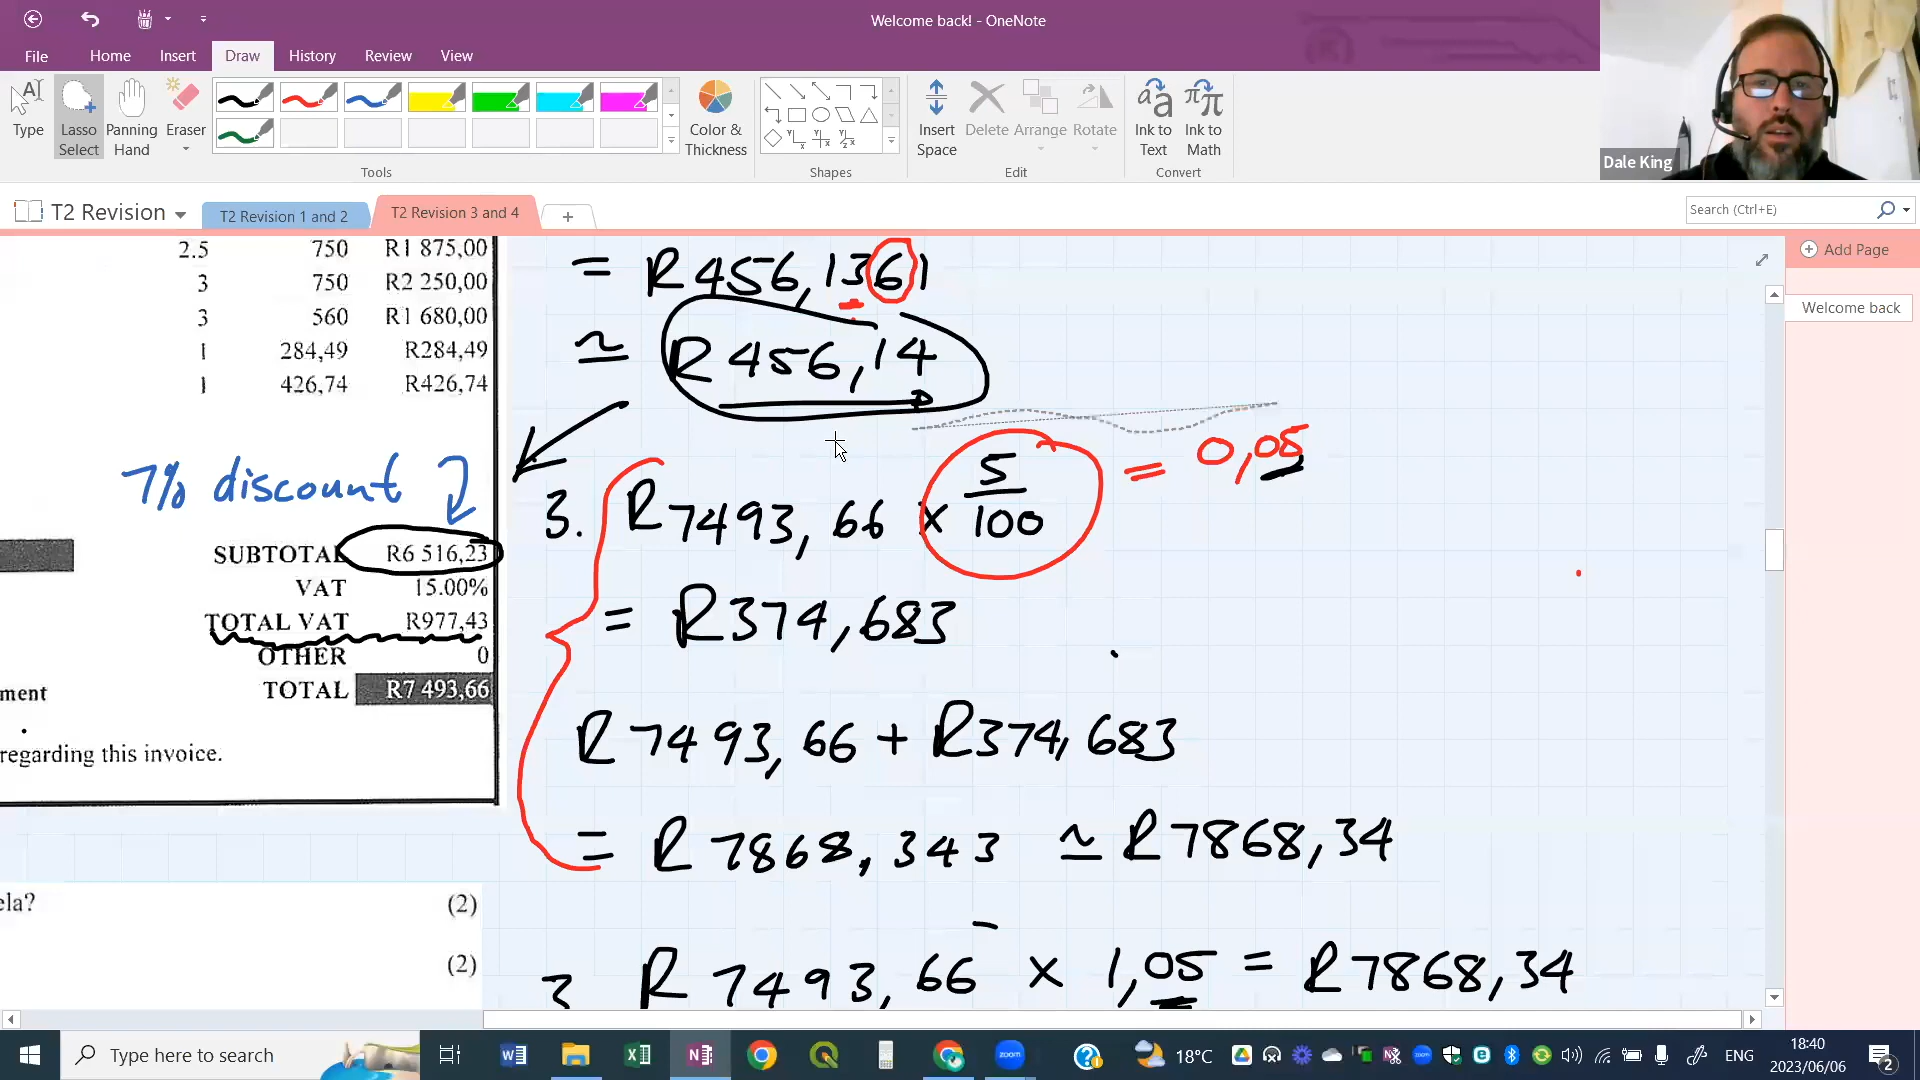 Welcome back! - OneNote
File
Home
Insert
Draw
History
Review
View
Type
Lasso Select
Panning Hand
Eraser
Color & Thickness
Insert Space
Delete
Arrange
Rotate
Ink to Text
Ink to Math
Tools
Shapes
Edit
Convert
Dale King
T2 Revision
T2 Revision 1 and 2
T2 Revision 3 and 4
Search (Ctrl+E)
Add Page
Welcome back
2.5 750 R1 875,00
3 750 R2 250,00
3 560 R1 680,00
1 284,49 R284,49
1 426,74 R426,74
7% discount
SUBTOTAL R6 516,23
VAT 15.00%
TOTAL VAT R977,43
OTHER 0
TOTAL R7 493,66
ment
regarding this invoice.
ela? (2)
(2)
= R456,1361
≃ R456,14
3. R7493,66 × 5/100 = 0,05
= R374,683
R7493,66 + R374,683
= R7868,343 ≃ R7868,34
3 R7493,66 × 1,05 = R7868,34
Type here to search
18°C
ENG
18:40
2023/06/06
2